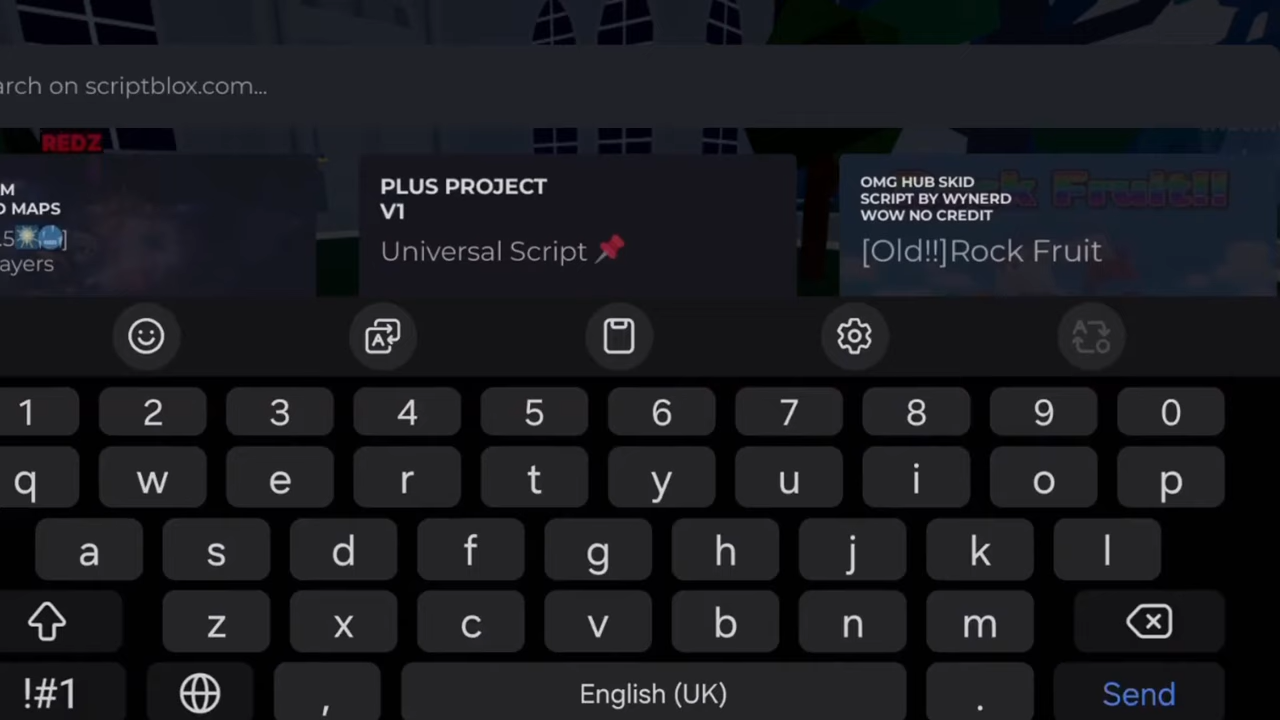 arch on scriptblox.com...
REDZ
M
O MAPS
.5🎇🥶]
ayers
PLUS PROJECT
V1
Universal Script 📌
OMG HUB SKID
SCRIPT BY WYNERD
WOW NO CREDIT
[Old!!]Rock Fruit
k Fruit!!
1 2 3 4 5 6 7 8 9 0
q w e r t y u i o p
a s d f g h j k l
z x c v b n m
!#1 , English (UK) . Send